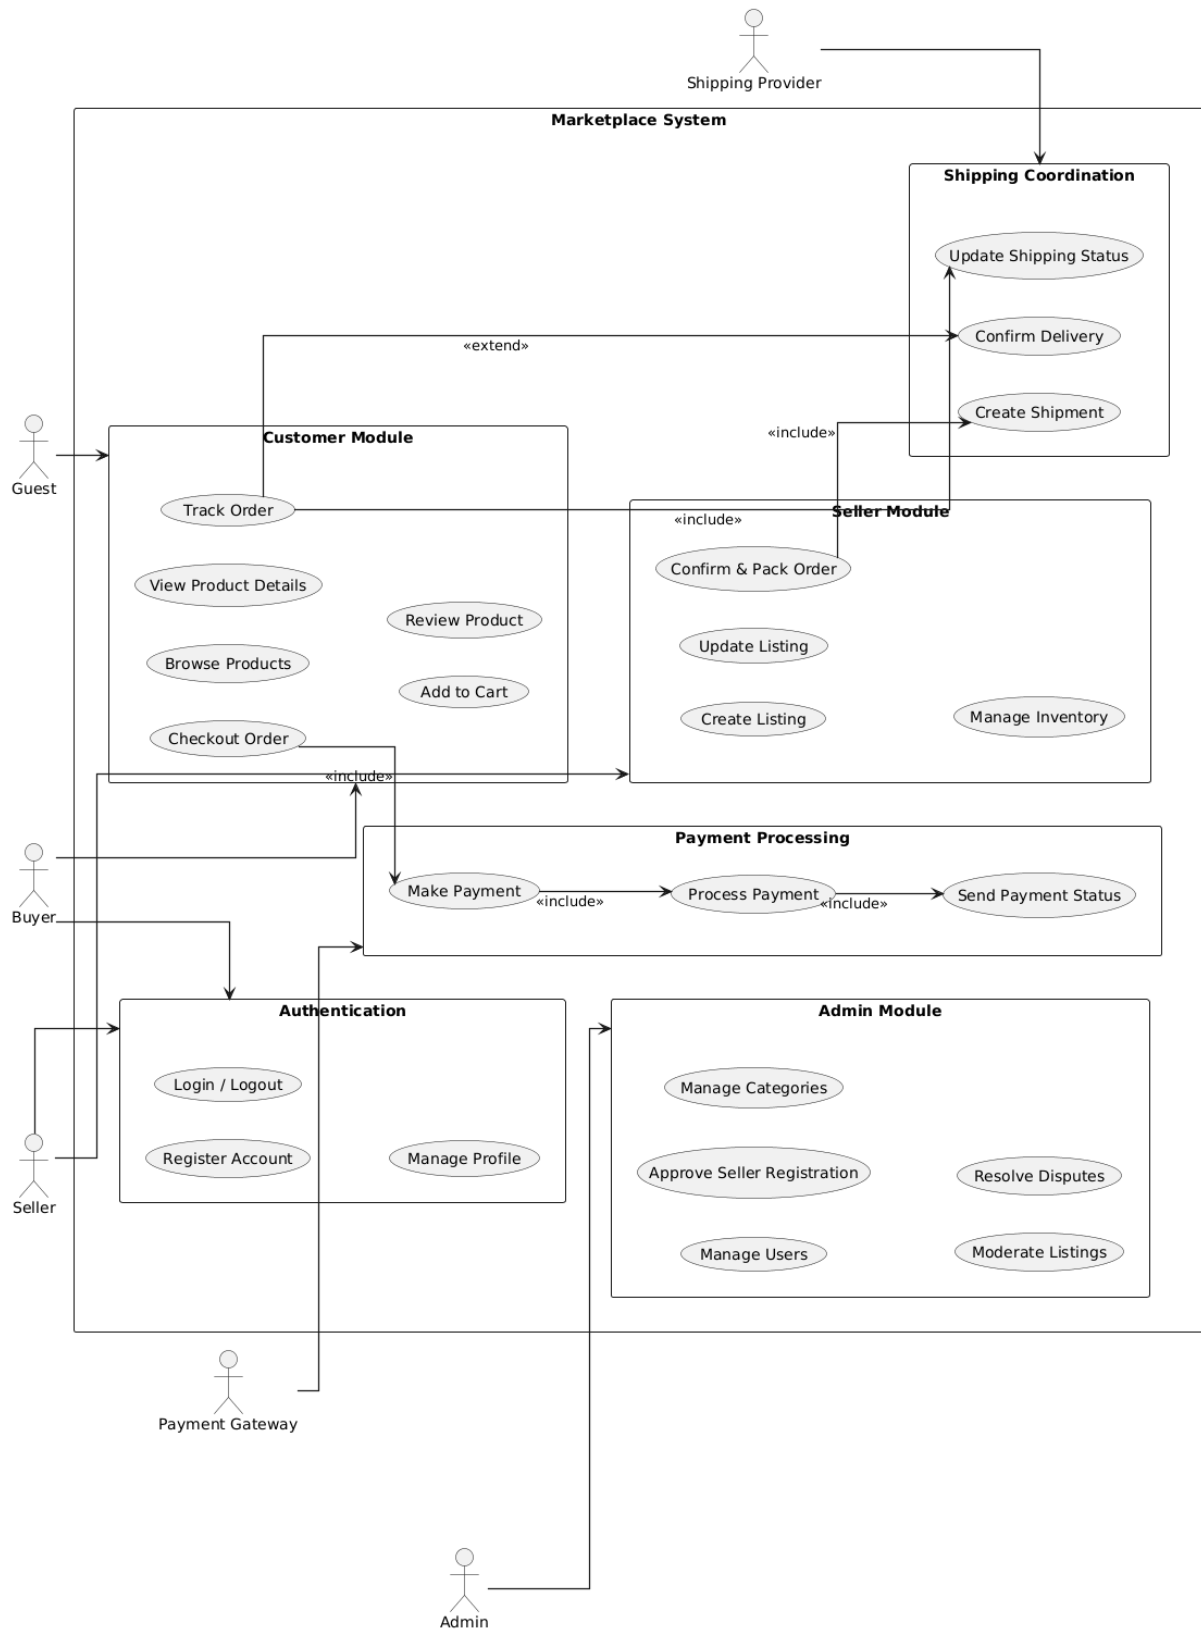 Shipping Provider
Marketplace System
Shipping Coordination
Update Shipping Status
Confirm Delivery
«extend»
Create Shipment
«include»
Guest
Customer Module
Track Order
«include»
Seller Module
Confirm & Pack Order
View Product Details
Review Product
Update Listing
Browse Products
Add to Cart
Create Listing
Manage Inventory
Checkout Order
«include»
Buyer
Payment Processing
Make Payment
«include»
Process Payment
«include»
Send Payment Status
Authentication
Login / Logout
Register Account
Manage Profile
Seller
Admin Module
Manage Categories
Approve Seller Registration
Resolve Disputes
Manage Users
Moderate Listings
Payment Gateway
Admin